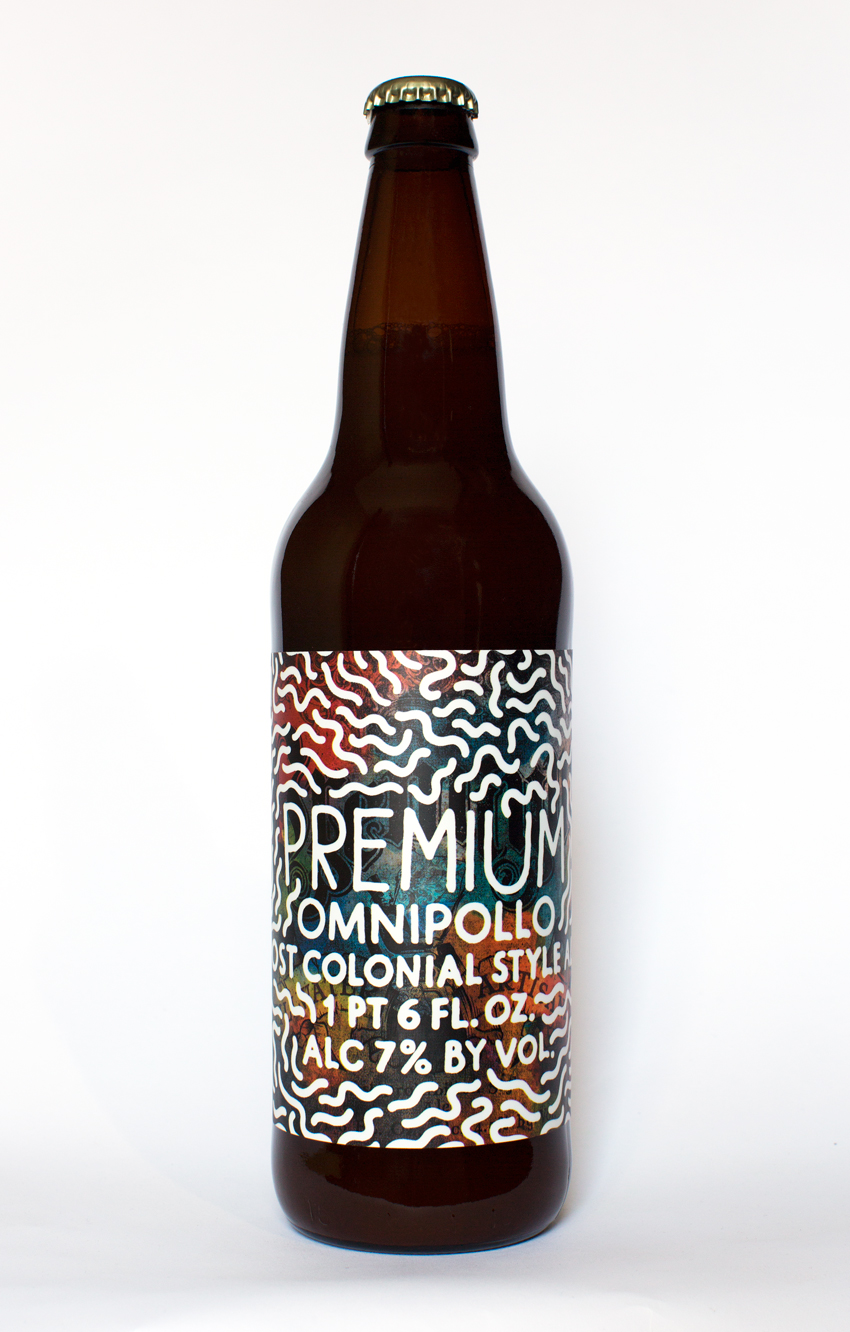 PREMIUM
OMNIPOLLO
OST COLONIAL STYLE A
1 PT 6 FL. OZ.
ALC 7% BY VOL.